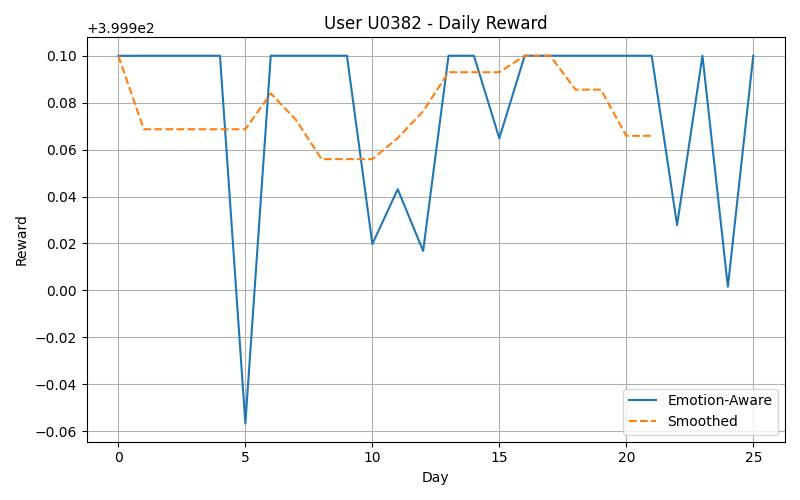 User U0382 - Daily Reward
+3.999e2
0.10
0.08
0.06
0.04
0.02
0.00
−0.02
−0.04
−0.06
Reward
0 5 10 15 20 25
Day
Emotion-Aware
Smoothed